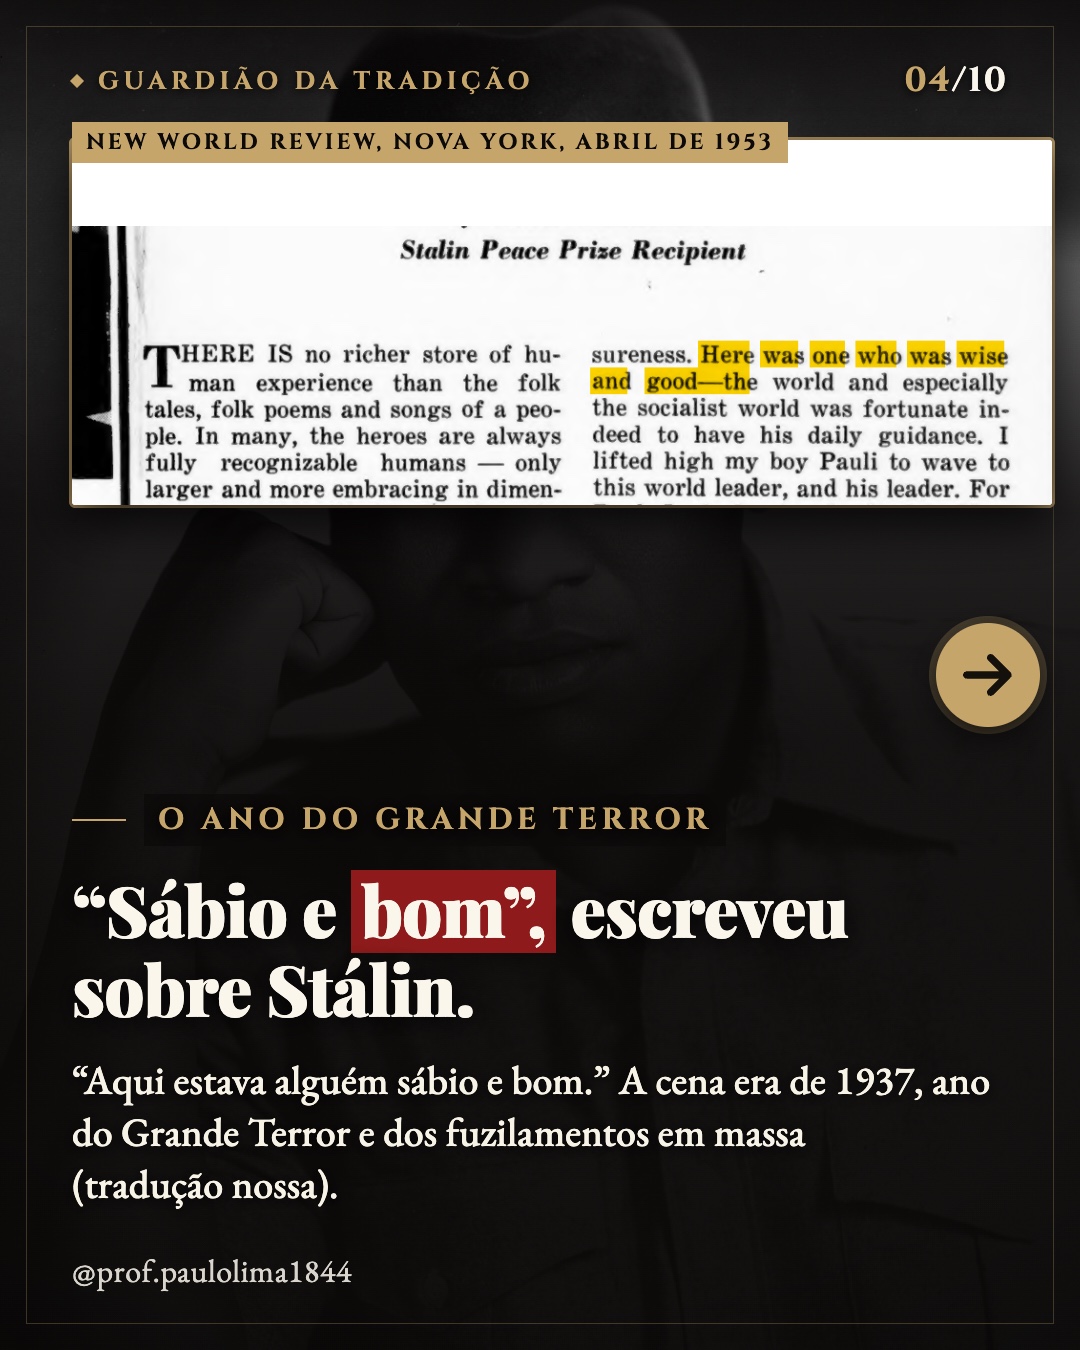 ◆ GUARDIÃO DA TRADIÇÃO
04/10
NEW WORLD REVIEW, NOVA YORK, ABRIL DE 1953
Stalin Peace Prize Recipient
THERE IS no richer store of hu-
man experience than the folk
tales, folk poems and songs of a peo-
ple. In many, the heroes are always
fully recognizable humans — only
larger and more embracing in dimen-
sureness. Here was one who was wise
and good—the world and especially
the socialist world was fortunate in-
deed to have his daily guidance. I
lifted high my boy Pauli to wave to
this world leader, and his leader. For
O ANO DO GRANDE TERROR
“Sábio e bom”, escreveu
sobre Stálin.
“Aqui estava alguém sábio e bom.” A cena era de 1937, ano
do Grande Terror e dos fuzilamentos em massa
(tradução nossa).
@prof.paulolima1844